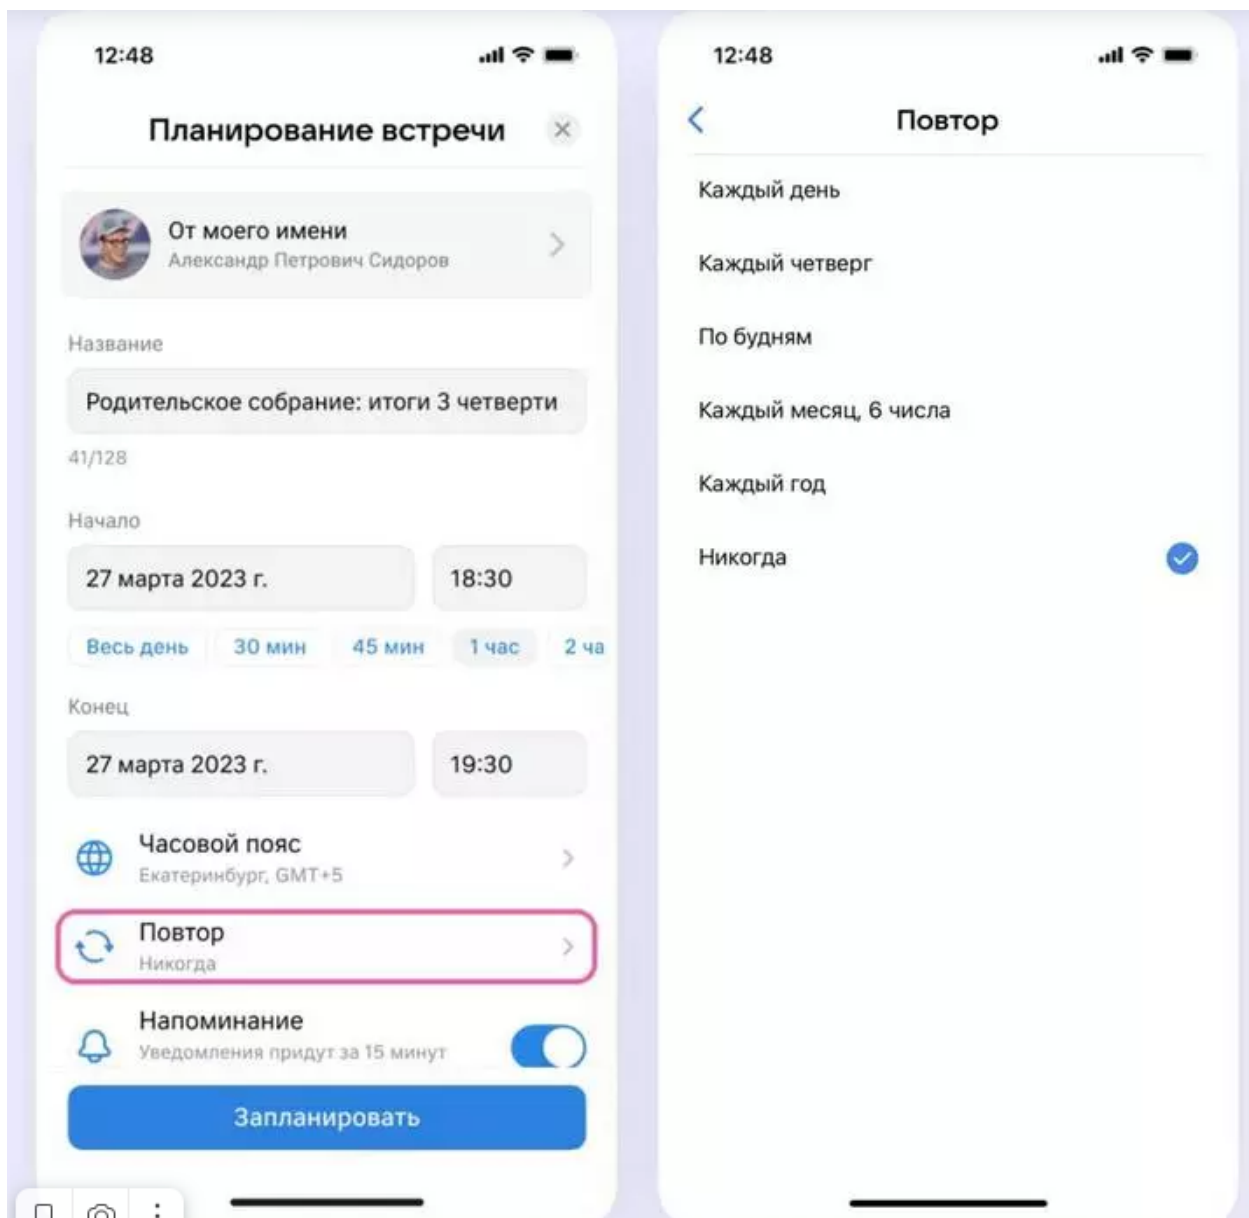 12:48
Планирование встречи
От моего имени
Александр Петрович Сидоров
Название
Родительское собрание: итоги 3 четверти
41/128
Начало
27 марта 2023 г.
18:30
Весь день
30 мин
45 мин
1 час
2 ча
Конец
27 марта 2023 г.
19:30
Часовой пояс
Екатеринбург, GMT+5
Повтор
Никогда
Напоминание
Уведомления придут за 15 минут
Запланировать
12:48
Повтор
Каждый день
Каждый четверг
По будням
Каждый месяц, 6 числа
Каждый год
Никогда